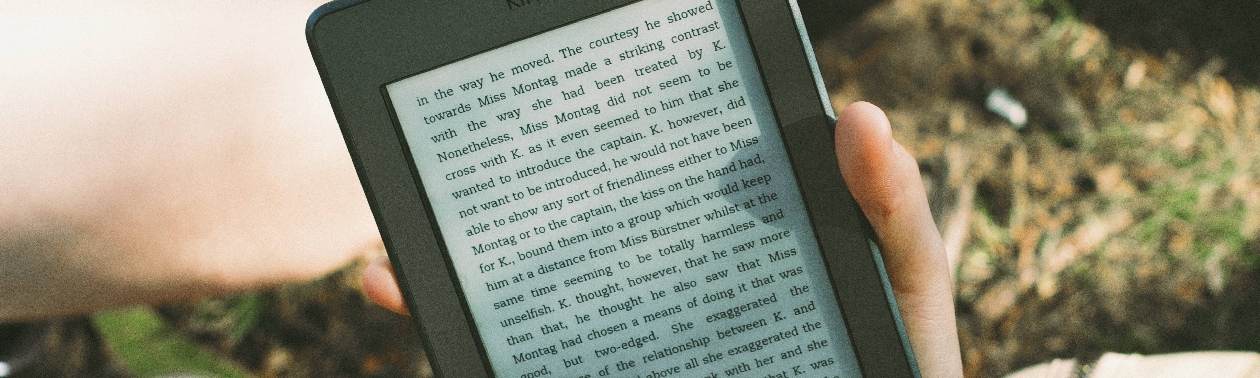 in the way he moved. The courtesy he showed
towards Miss Montag made a striking contrast
with the way she had been treated by K.
Nonetheless, Miss Montag did not seem to be
cross with K. as it even seemed to him that she
wanted to introduce the captain. K. however, did
not want to be introduced, he would not have been
able to show any sort of friendliness either to Miss
Montag or to the captain, the kiss on the hand had,
for K., bound them into a group which would keep
him at a distance from Miss Bürstner whilst at the
same time seeming to be totally harmless and
unselfish. K. thought, however, that he saw more
than that, he thought he also saw that Miss
Montag had chosen a means of doing it that was
good, but two-edged. She exaggerated the
of the relationship between K. and
above all she exaggerated the
with her and she
that K. was